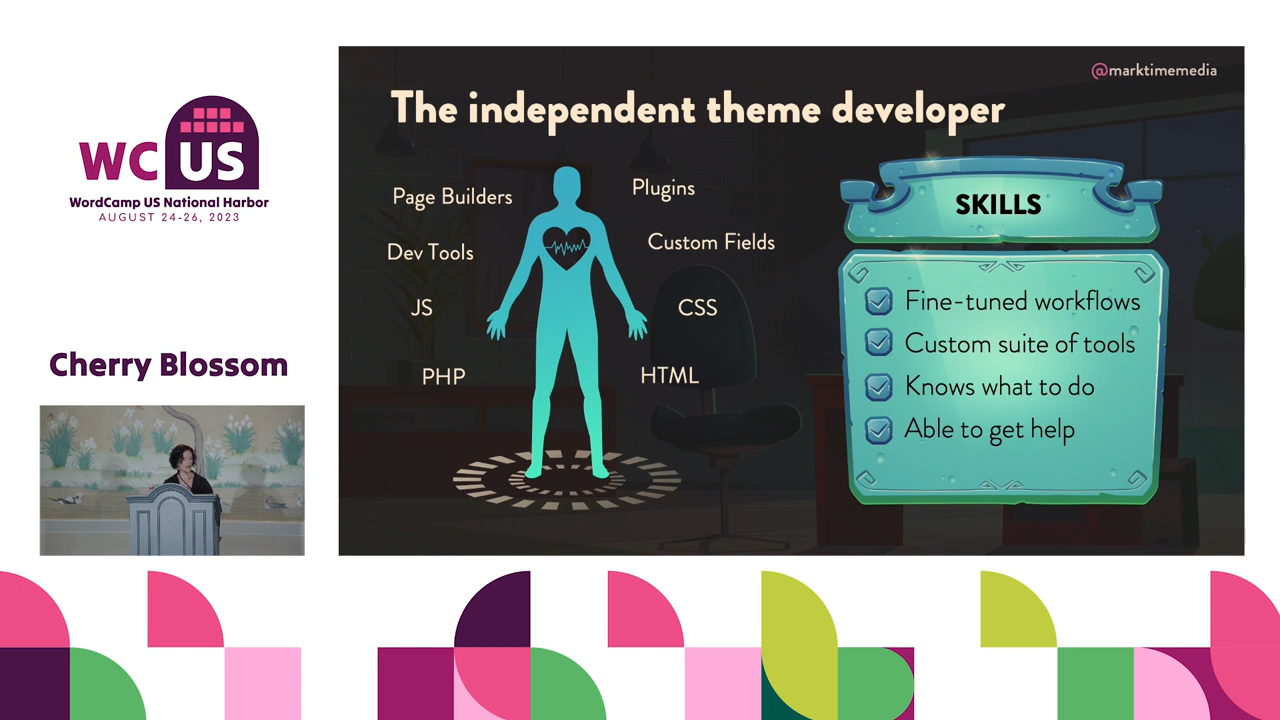 WC US
WordCamp US National Harbor
AUGUST 24-26, 2023
Cherry Blossom
@marktimemedia
The independent theme developer
Page Builders
Dev Tools
JS
PHP
Plugins
Custom Fields
CSS
HTML
SKILLS
Fine-tuned workflows
Custom suite of tools
Knows what to do
Able to get help